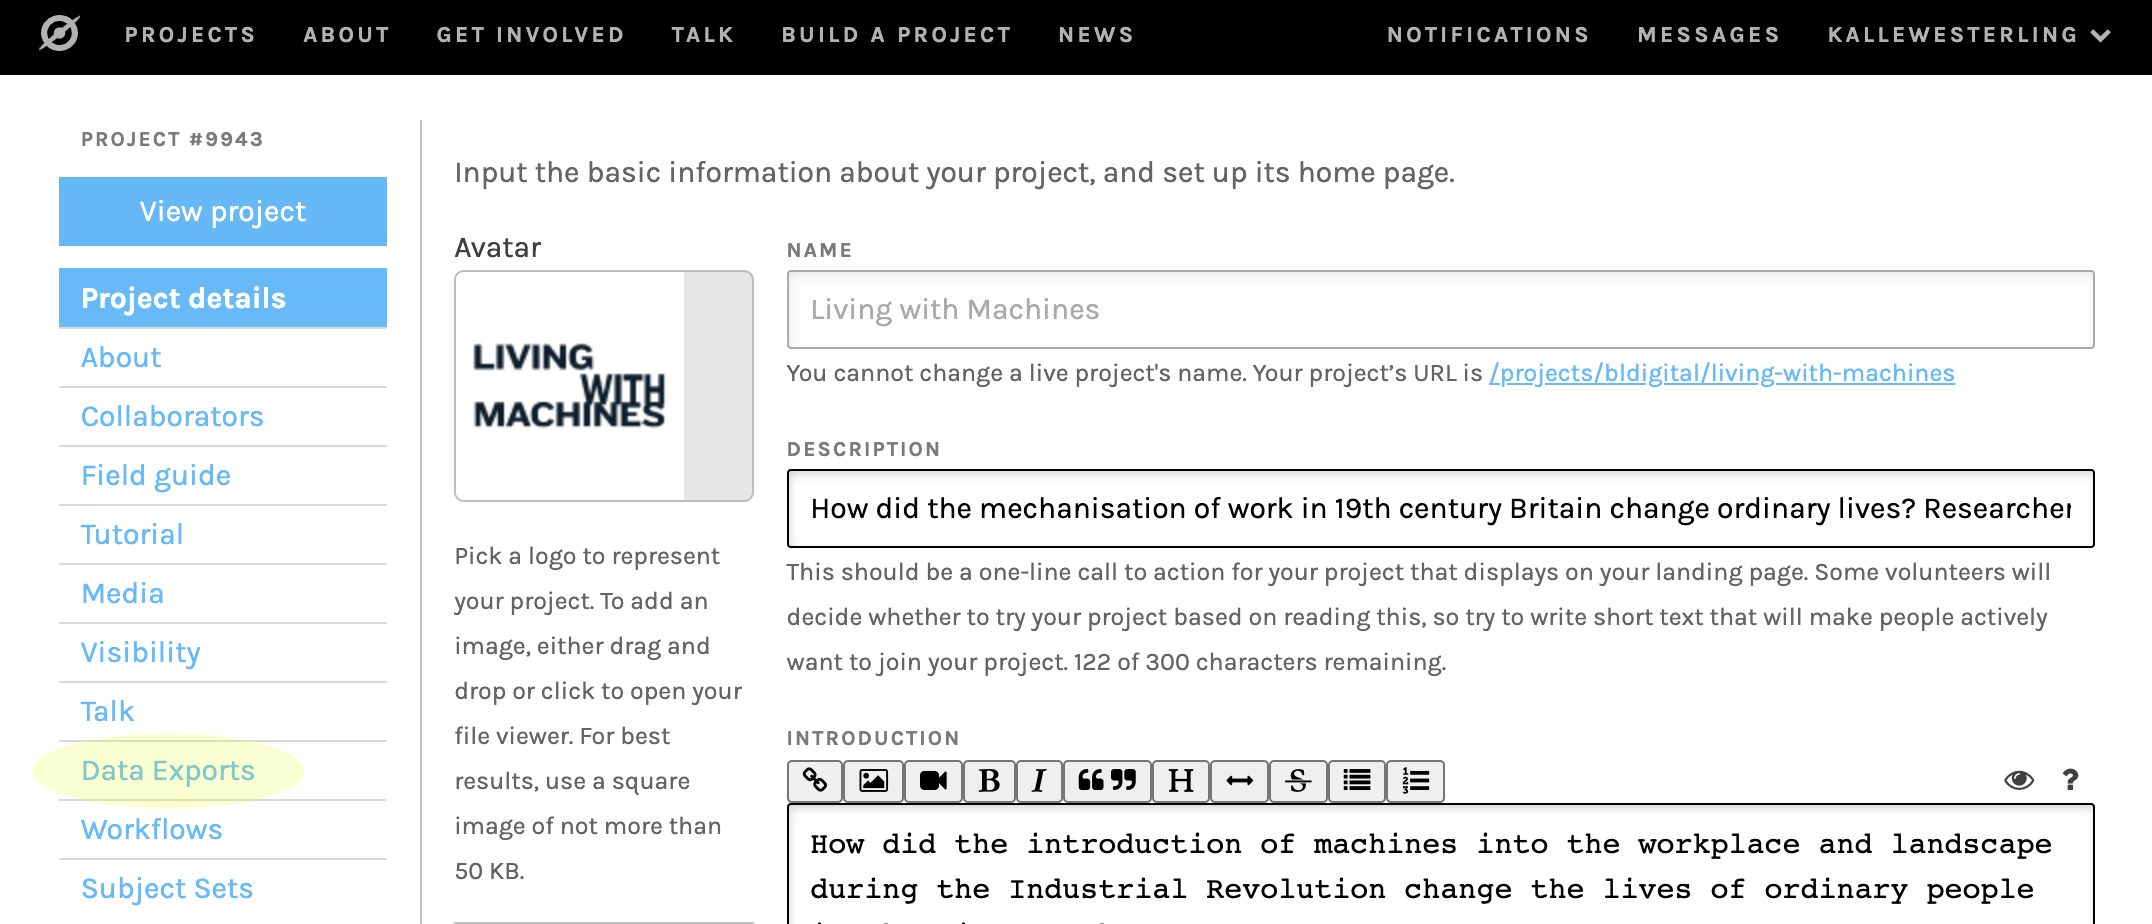 PROJECTS ABOUT GET INVOLVED TALK BUILD A PROJECT NEWS NOTIFICATIONS MESSAGES KALLEWESTERLING
PROJECT #9943
View project
Project details
About
Collaborators
Field guide
Tutorial
Media
Visibility
Talk
Data Exports
Workflows
Subject Sets
Input the basic information about your project, and set up its home page.
Avatar
LIVING
WITH
MACHINES
Pick a logo to represent
your project. To add an
image, either drag and
drop or click to open your
file viewer. For best
results, use a square
image of not more than
50 KB.
NAME
Living with Machines
You cannot change a live project's name. Your project’s URL is /projects/bldigital/living-with-machines
DESCRIPTION
How did the mechanisation of work in 19th century Britain change ordinary lives? Researcher
This should be a one-line call to action for your project that displays on your landing page. Some volunteers will
decide whether to try your project based on reading this, so try to write short text that will make people actively
want to join your project. 122 of 300 characters remaining.
INTRODUCTION
B I H S ?
How did the introduction of machines into the workplace and landscape
during the Industrial Revolution change the lives of ordinary people